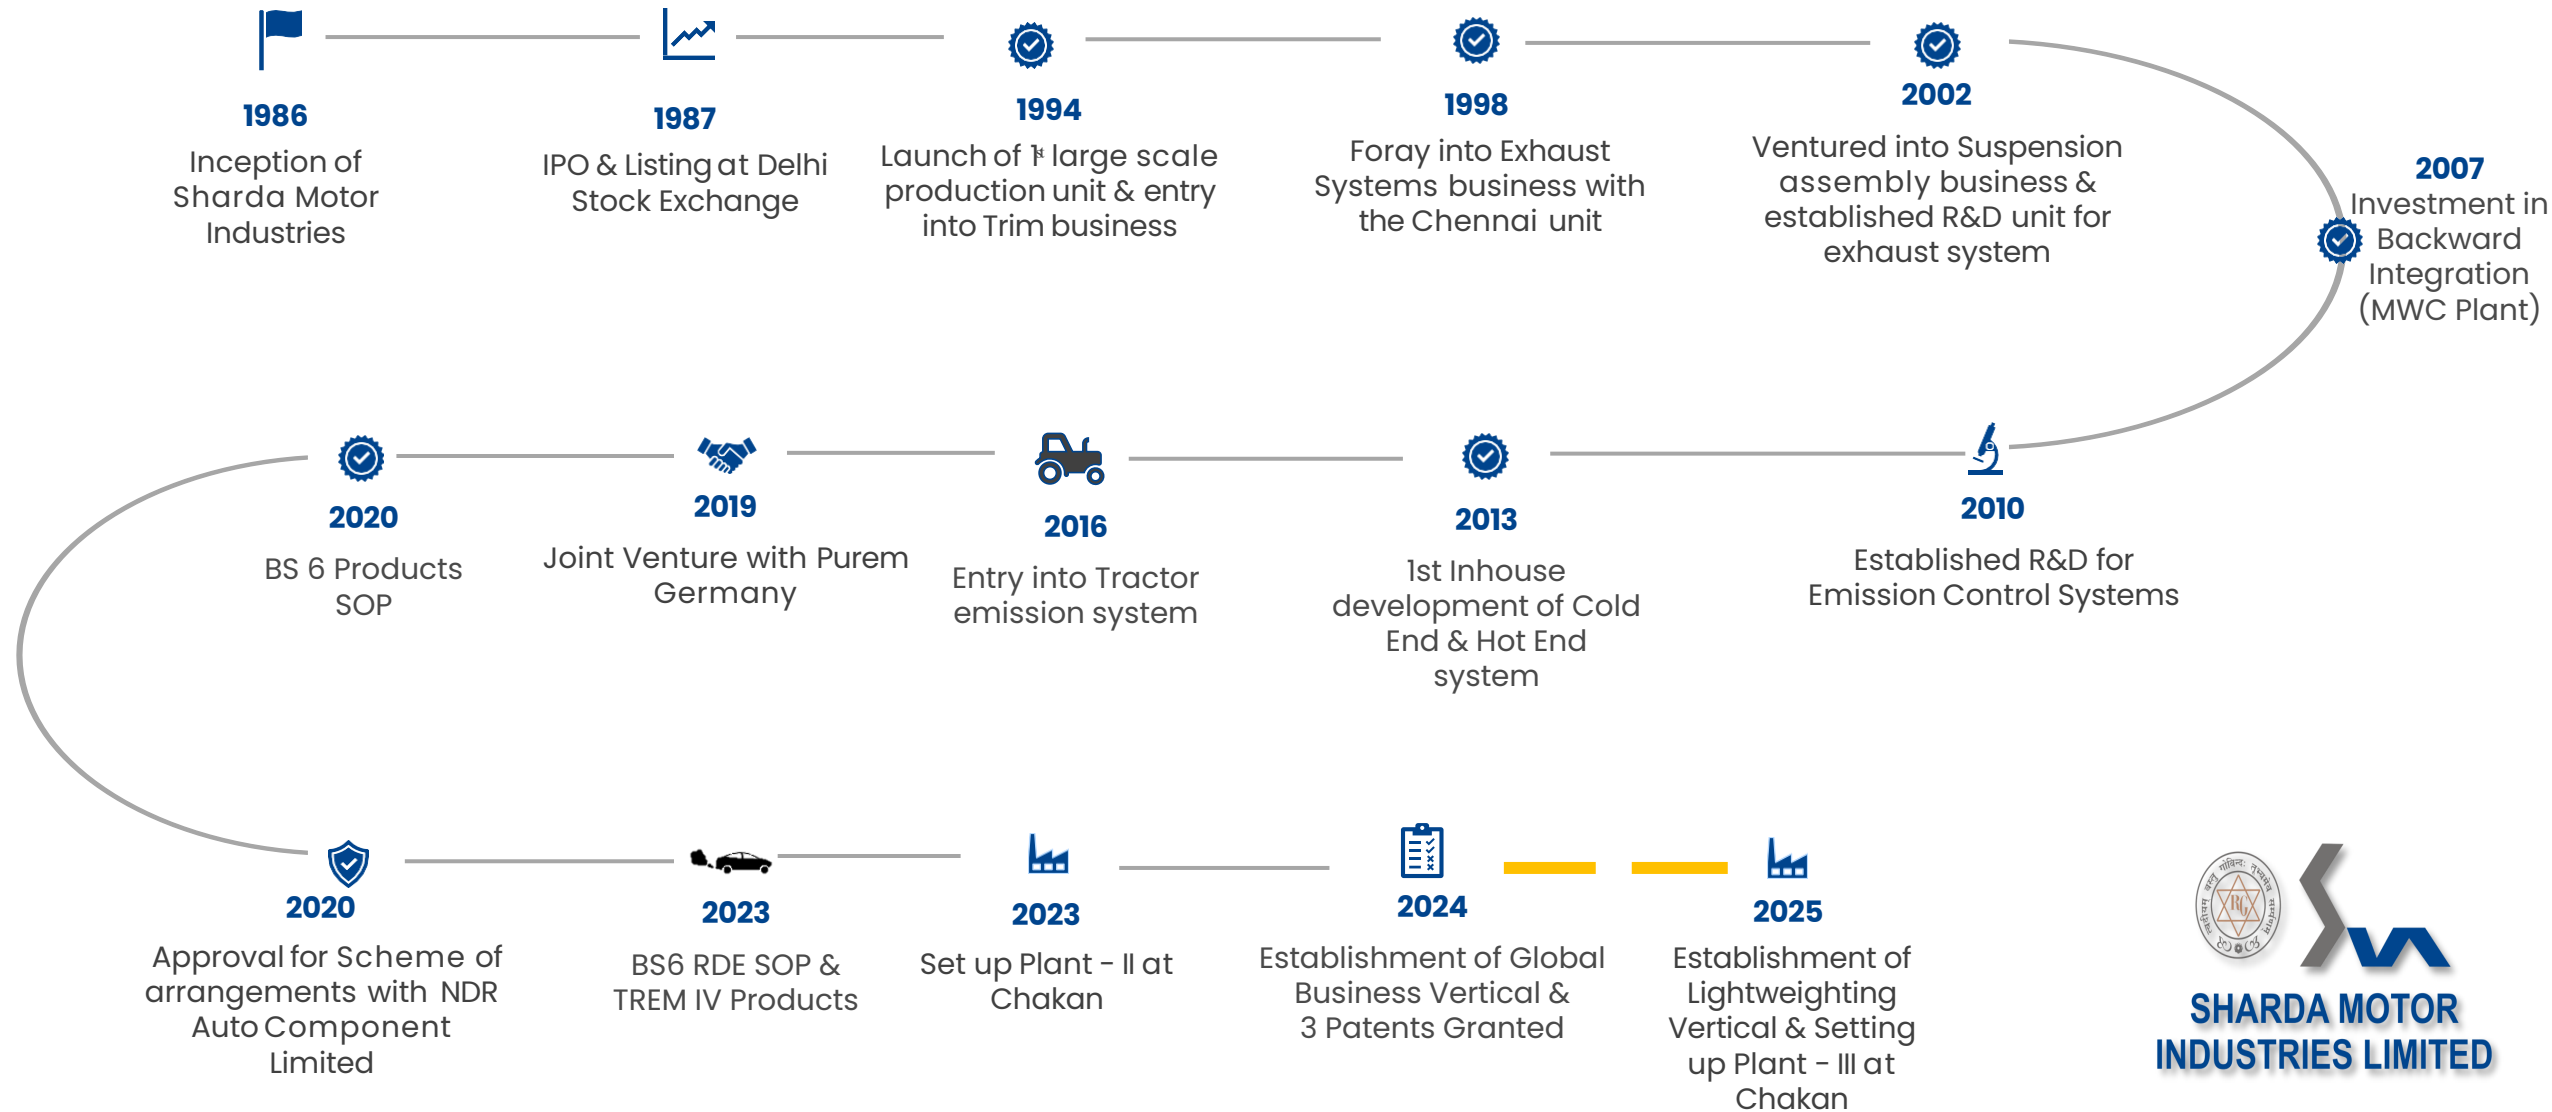 1986
Inception of
Sharda Motor
Industries
1987
IPO & Listing at Delhi
Stock Exchange
1994
Launch of 1st large scale
production unit & entry
into Trim business
1998
Foray into Exhaust
Systems business with
the Chennai unit
2002
Ventured into Suspension
assembly business &
established R&D unit for
exhaust system
2007
Investment in
Backward
Integration
(MWC Plant)
2010
Established R&D for
Emission Control Systems
2013
1st Inhouse
development of Cold
End & Hot End
system
2016
Entry into Tractor
emission system
2019
Joint Venture with Purem
Germany
2020
BS 6 Products
SOP
2020
Approval for Scheme of
arrangements with NDR
Auto Component
Limited
2023
BS6 RDE SOP &
TREM IV Products
2023
Set up Plant - II at
Chakan
2024
Establishment of Global
Business Vertical &
3 Patents Granted
2025
Establishment of
Lightweighting
Vertical & Setting
up Plant - III at
Chakan
त्वदीयम् वस्तु गोविन्दः तुभ्यमेव
RG
SHARDA MOTOR
INDUSTRIES LIMITED